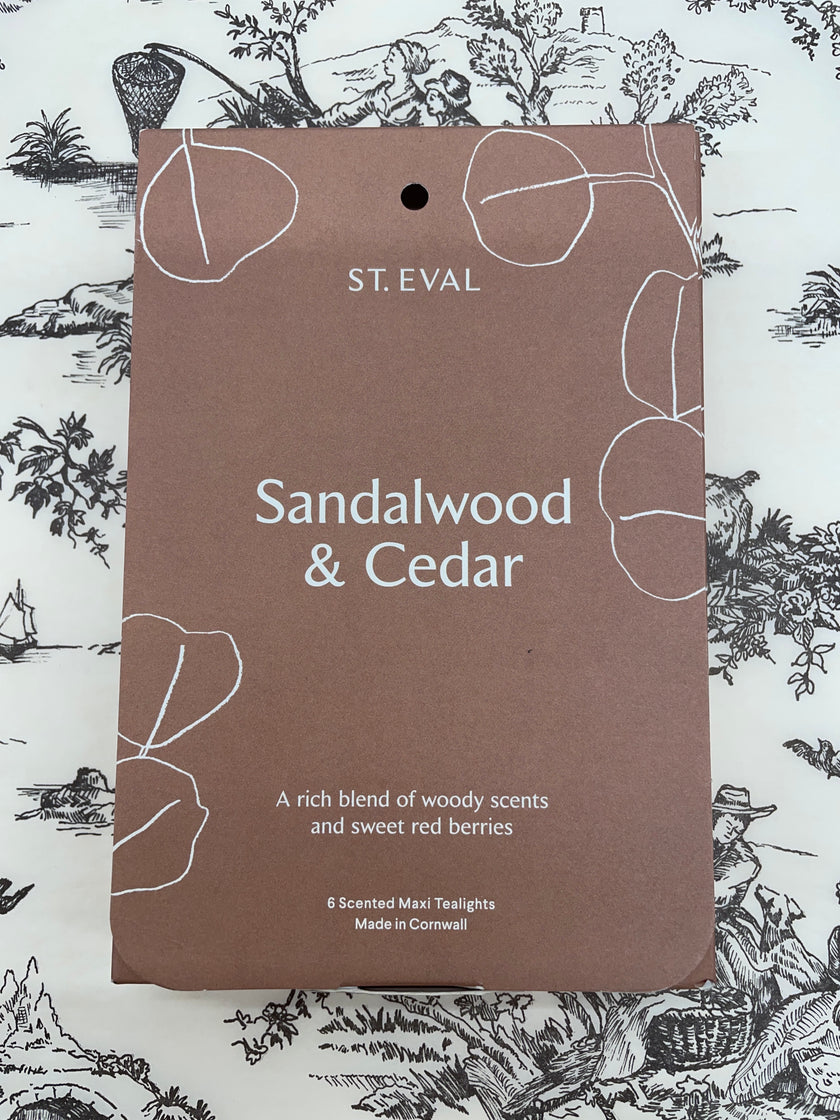 ST. EVAL
Sandalwood
& Cedar
A rich blend of woody scents
and sweet red berries
6 Scented Maxi Tealights
Made in Cornwall